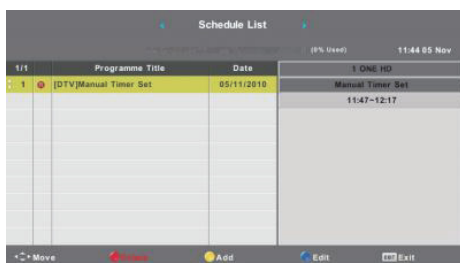 Schedule List
(0% Used) 11:44 05 Nov
1/1 Programme Title Date 1 ONE HD
1 [DTV]Manual Timer Set 05/11/2010 Manual Timer Set
11:47~12:17
Move Add Edit Exit